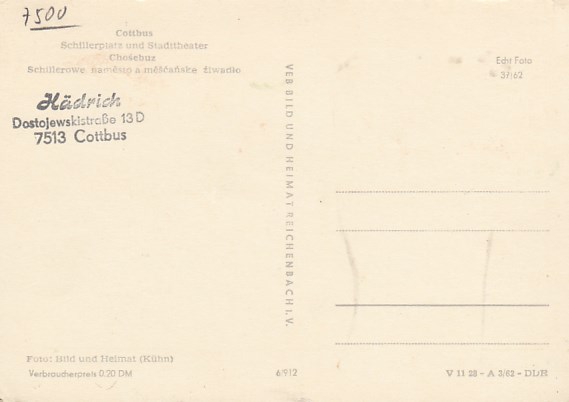 7500
Cottbus
Schillerplatz und Stadttheater
Chośebuz
Schillerowe naměsto a měšćańske źiwadło
Hädrich
Dostojewskistraße 13 D
7513 Cottbus
VEB BILD UND HEIMAT REICHENBACH I. V.
Echt Foto
37/62
Foto: Bild und Heimat (Kühn)
Verbraucherpreis 0,20 DM
6/912
V 11 28 - A 3/62 - DDR